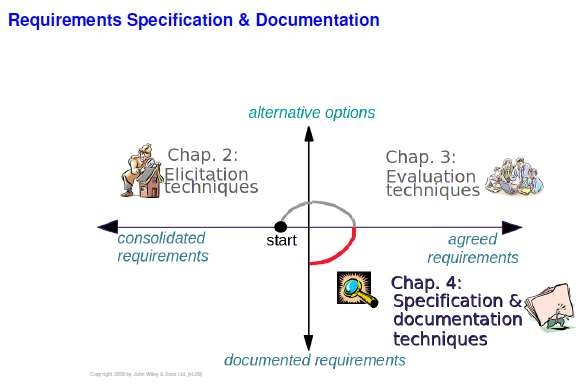 Requirements Specification & Documentation
alternative options
Chap. 2:
Elicitation
techniques
Chap. 3:
Evaluation
techniques
start
consolidated
requirements
agreed
requirements
Chap. 4:
Specification &
documentation
techniques
documented requirements